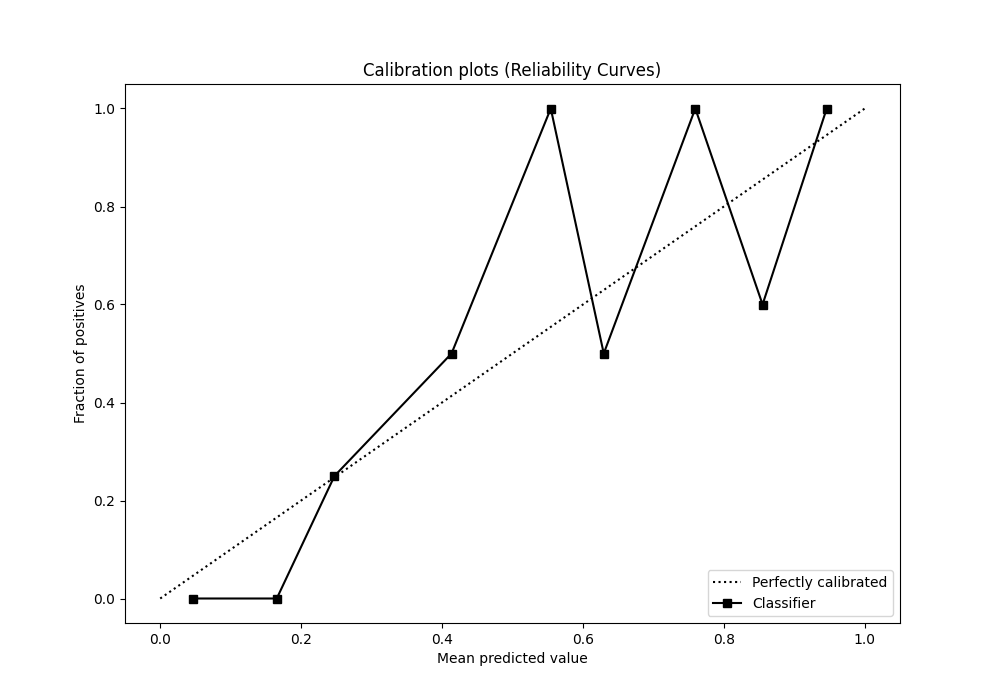 Calibration plots (Reliability Curves)
1.0
0.8
0.6
0.4
0.2
0.0
Fraction of positives
0.0 0.2 0.4 0.6 0.8 1.0
Mean predicted value
Perfectly calibrated
Classifier